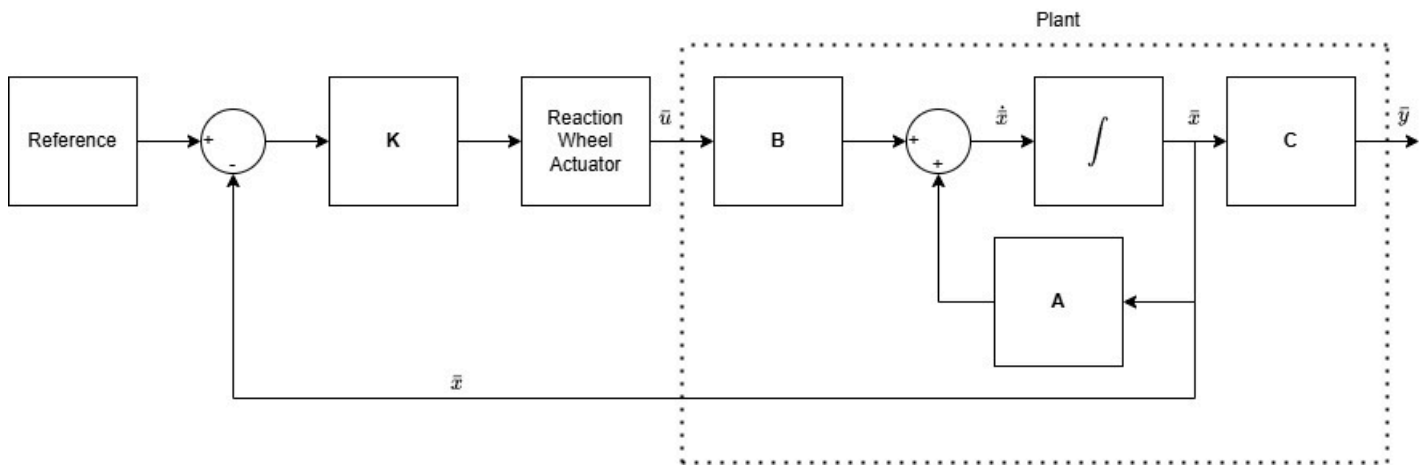 Plant
Reference
+
-
K
Reaction
Wheel
Actuator
ū
B
+
+
ẋ̄
∫
x̄
C
ȳ
A
x̄